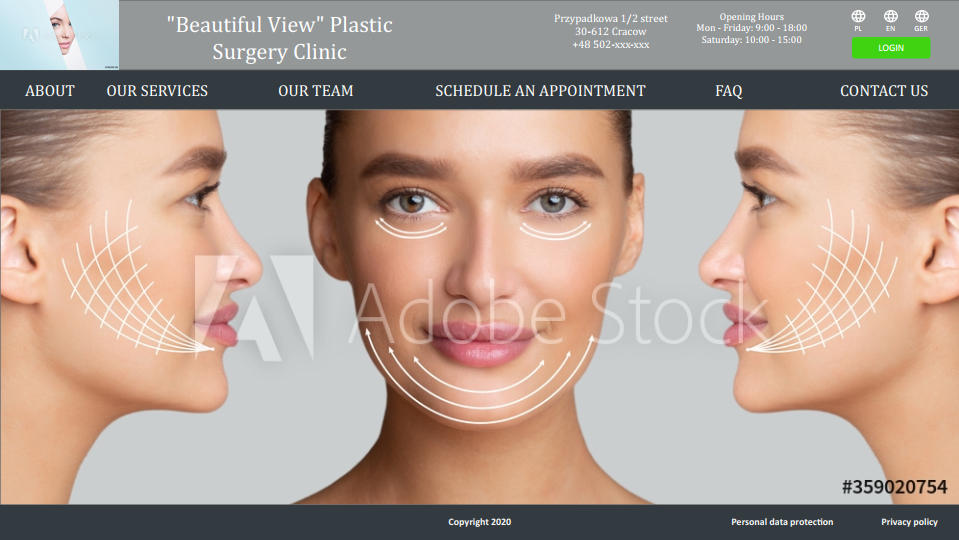 "Beautiful View" Plastic
Surgery Clinic
Przypadkowa 1/2 street
30-612 Cracow
+48 502-xxx-xxx
Opening Hours
Mon - Friday: 9:00 - 18:00
Saturday: 10:00 - 15:00
PL EN GER
LOGIN
ABOUT OUR SERVICES OUR TEAM SCHEDULE AN APPOINTMENT FAQ CONTACT US
Adobe Stock
#359020754
Copyright 2020 Personal data protection Privacy policy